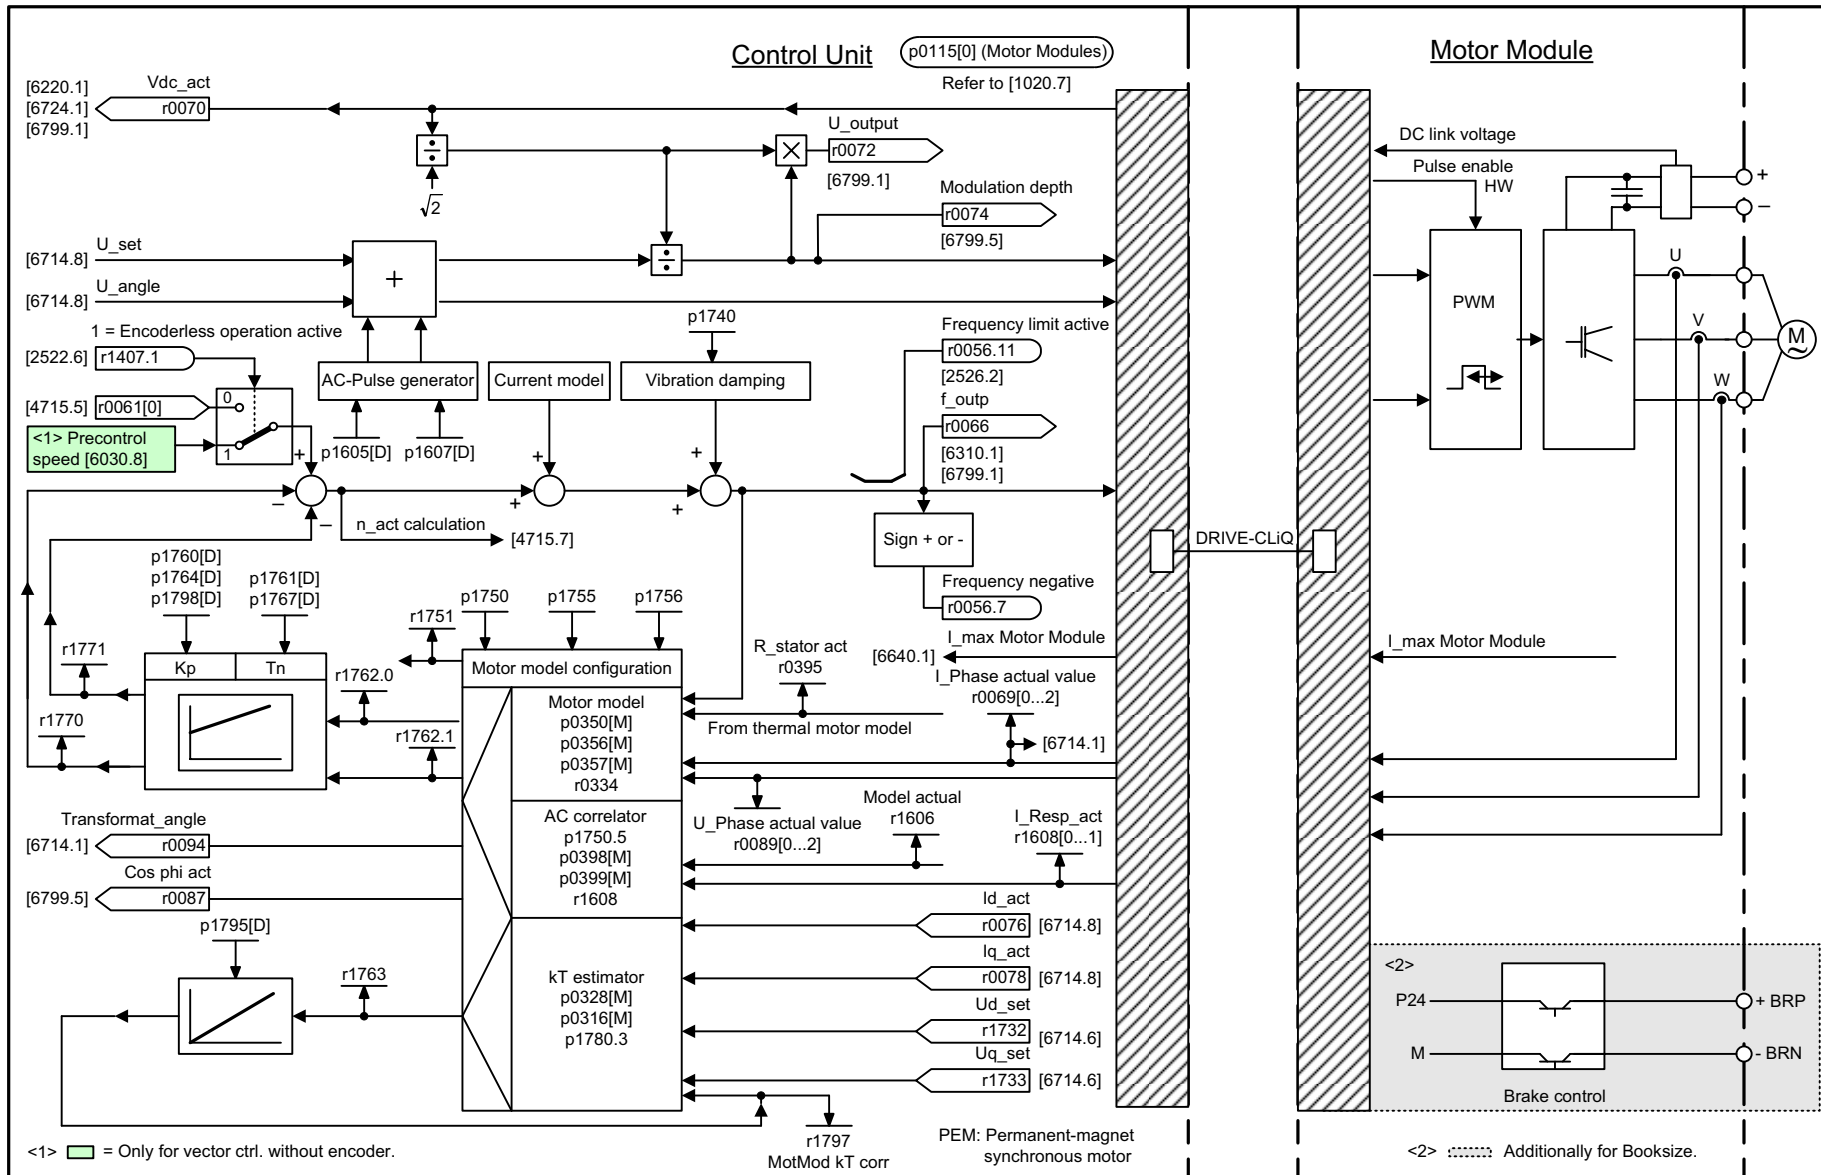 Control Unit
p0115[0] (Motor Modules)
Refer to [1020.7]
Motor Module
[6220.1]
[6724.1]
[6799.1]
Vdc_act
r0070
÷
√2
×
U_output
r0072
[6799.1]
Modulation depth
r0074
[6799.5]
DC link voltage
Pulse enable
HW
+
−
[6714.8]
U_set
[6714.8]
U_angle
+
÷
U
V
W
PWM
M
~
1 = Encoderless operation active
[2522.6]
r1407.1
[4715.5]
r0061[0]
0
1
<1> Precontrol
speed [6030.8]
AC-Pulse generator
p1605[D]
p1607[D]
Current model
p1740
Vibration damping
Frequency limit active
r0056.11
[2526.2]
f_outp
r0066
[6310.1]
[6799.1]
+
−
−
+
+
+
+
n_act calculation
[4715.7]
Sign + or -
Frequency negative
r0056.7
DRIVE-CLiQ
p1760[D]
p1764[D]
p1798[D]
p1761[D]
p1767[D]
r1771
r1770
Kp
Tn
r1751
r1762.0
r1762.1
p1750
p1755
p1756
Motor model configuration
Motor model
p0350[M]
p0356[M]
p0357[M]
r0334
AC correlator
p1750.5
p0398[M]
p0399[M]
r1608
kT estimator
p0328[M]
p0316[M]
p1780.3
I_max Motor Module
[6640.1]
I_max Motor Module
R_stator act
r0395
From thermal motor model
I_Phase actual value
r0069[0...2]
[6714.1]
U_Phase actual value
r0089[0...2]
Model actual
r1606
I_Resp_act
r1608[0...1]
Transformat_angle
[6714.1]
r0094
Cos phi act
[6799.5]
r0087
p1795[D]
r1763
Id_act
r0076
[6714.8]
Iq_act
r0078
[6714.8]
Ud_set
r1732
[6714.6]
Uq_set
r1733
[6714.6]
r1797
MotMod kT corr
<2>
P24
M
+ BRP
- BRN
Brake control
<1>
= Only for vector ctrl. without encoder.
PEM: Permanent-magnet
synchronous motor
<2>
Additionally for Booksize.